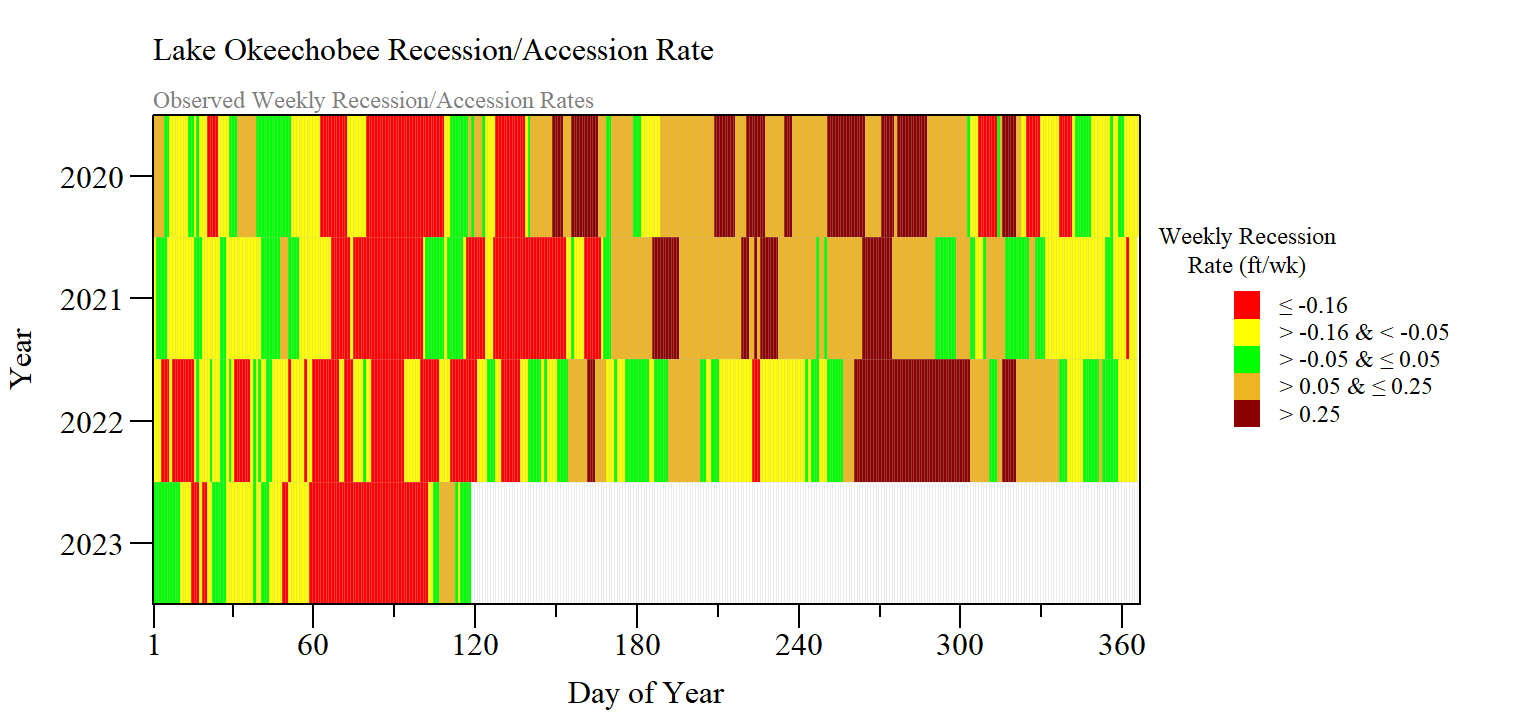 Lake Okeechobee Recession/Accession Rate
Observed Weekly Recession/Accession Rates
2020
2021
2022
2023
Year
1 60 120 180 240 300 360
Day of Year
Weekly Recession
Rate (ft/wk)
≤ -0.16
> -0.16 & < -0.05
> -0.05 & ≤ 0.05
> 0.05 & ≤ 0.25
> 0.25